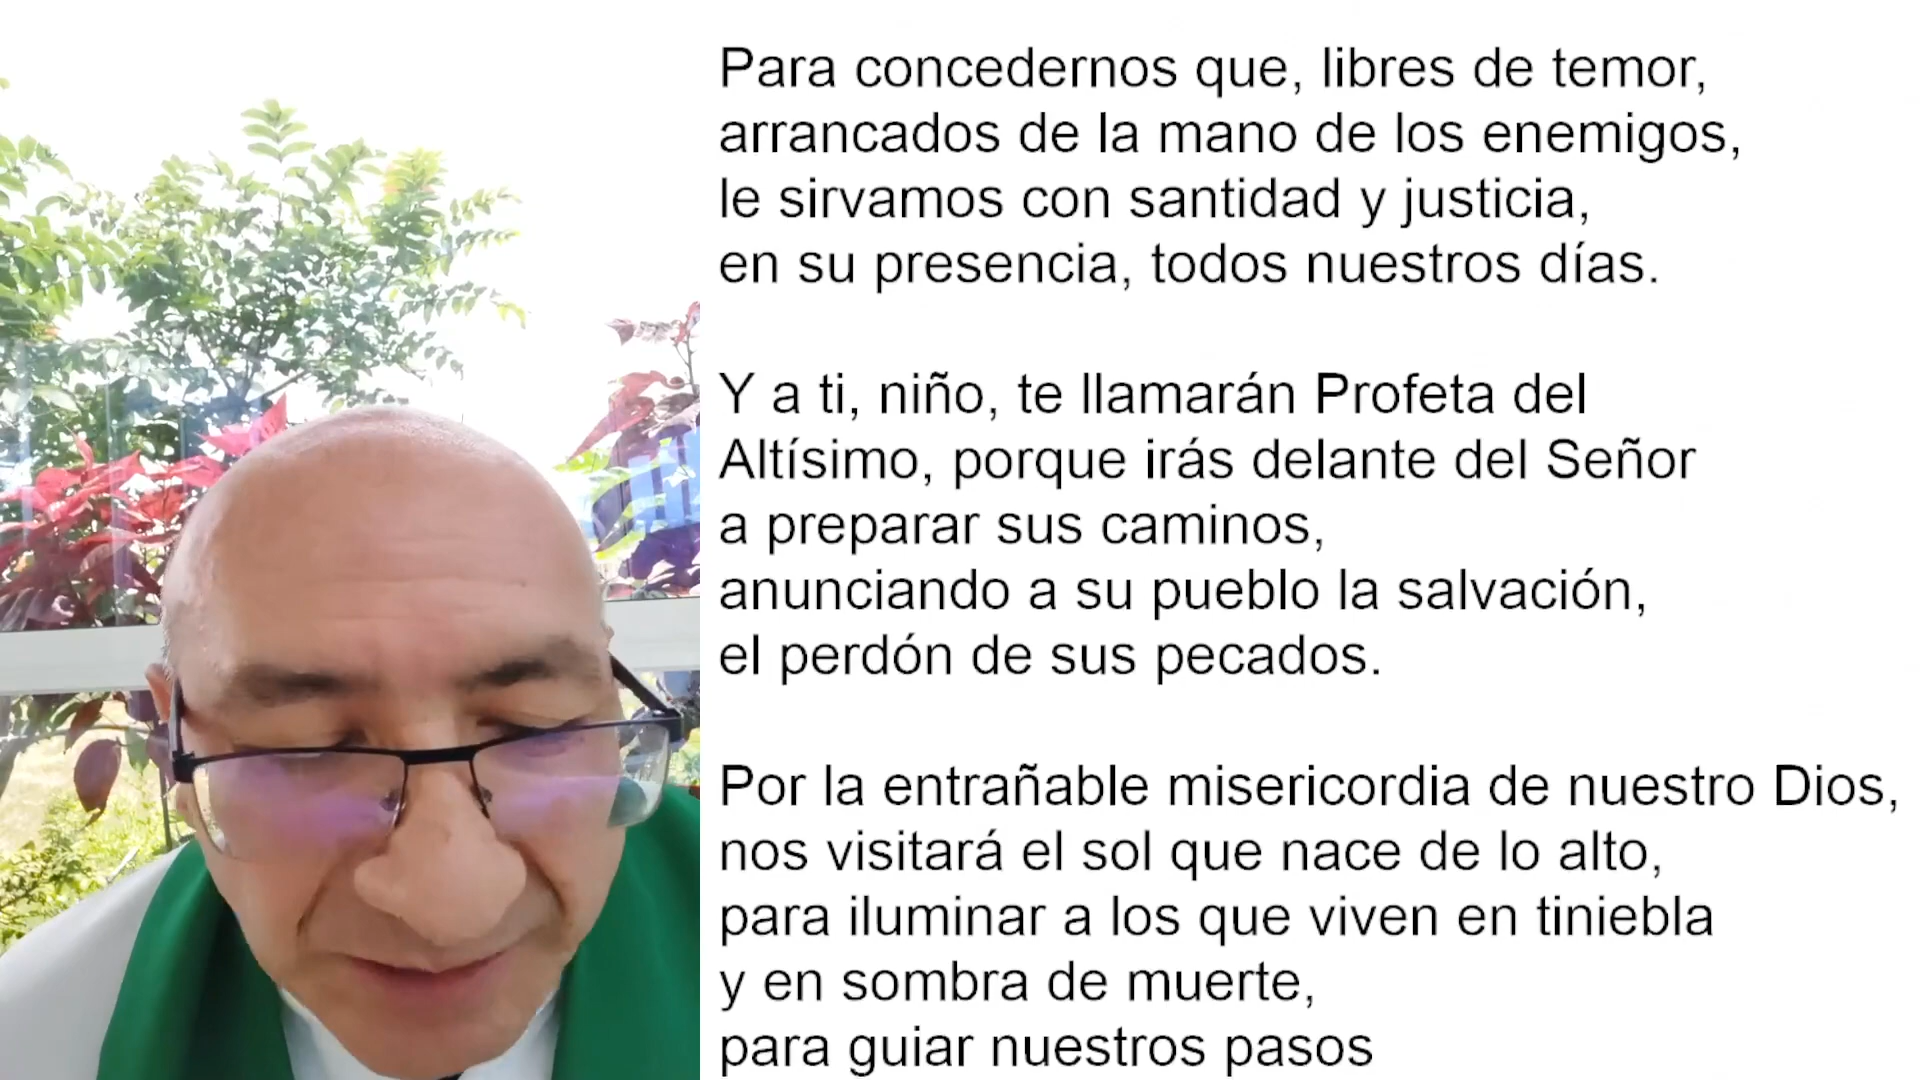 Para concedernos que, libres de temor,
arrancados de la mano de los enemigos,
le sirvamos con santidad y justicia,
en su presencia, todos nuestros días.
Y a ti, niño, te llamarán Profeta del
Altísimo, porque irás delante del Señor
a preparar sus caminos,
anunciando a su pueblo la salvación,
el perdón de sus pecados.
Por la entrañable misericordia de nuestro Dios,
nos visitará el sol que nace de lo alto,
para iluminar a los que viven en tiniebla
y en sombra de muerte,
para guiar nuestros pasos